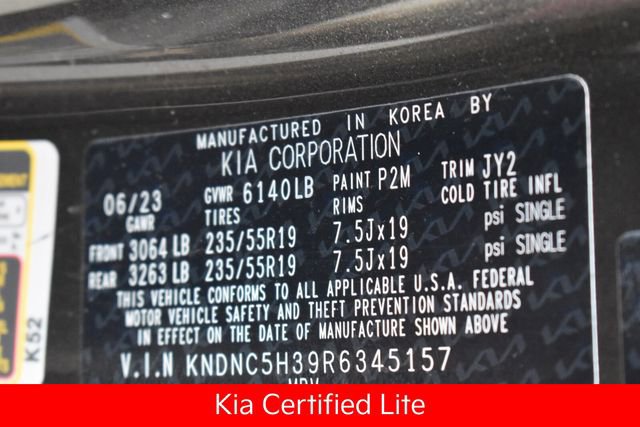 MANUFACTURED IN KOREA BY
KIA CORPORATION
06/23 GVWR 6140LB PAINT P2M TRIM JY2
GAWR TIRES RIMS COLD TIRE INFL
FRONT 3064 LB 235/55R19 7.5Jx19 psi SINGLE
REAR 3263 LB 235/55R19 7.5Jx19 psi SINGLE
THIS VEHICLE CONFORMS TO ALL APPLICABLE U.S.A. FEDERAL
MOTOR VEHICLE SAFETY AND THEFT PREVENTION STANDARDS
IN EFFECT ON THE DATE OF MANUFACTURE SHOWN ABOVE
V.I.N KNDNC5H39R6345157
K52
Kia Certified Lite